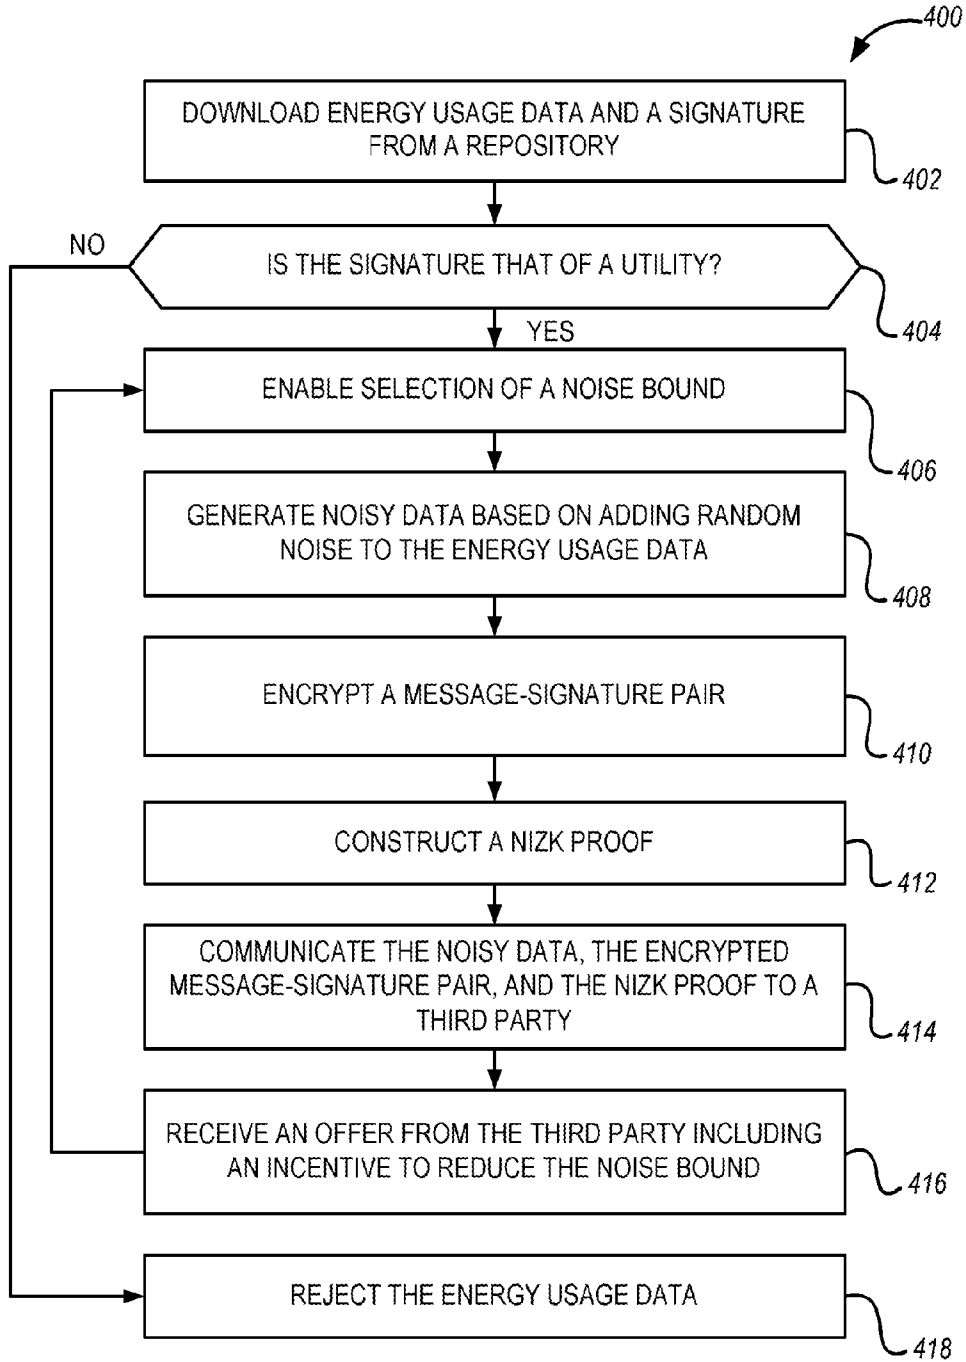 400
DOWNLOAD ENERGY USAGE DATA AND A SIGNATURE
FROM A REPOSITORY
402
NO
IS THE SIGNATURE THAT OF A UTILITY?
404
YES
ENABLE SELECTION OF A NOISE BOUND
406
GENERATE NOISY DATA BASED ON ADDING RANDOM
NOISE TO THE ENERGY USAGE DATA
408
ENCRYPT A MESSAGE-SIGNATURE PAIR
410
CONSTRUCT A NIZK PROOF
412
COMMUNICATE THE NOISY DATA, THE ENCRYPTED
MESSAGE-SIGNATURE PAIR, AND THE NIZK PROOF TO A
THIRD PARTY
414
RECEIVE AN OFFER FROM THE THIRD PARTY INCLUDING
AN INCENTIVE TO REDUCE THE NOISE BOUND
416
REJECT THE ENERGY USAGE DATA
418